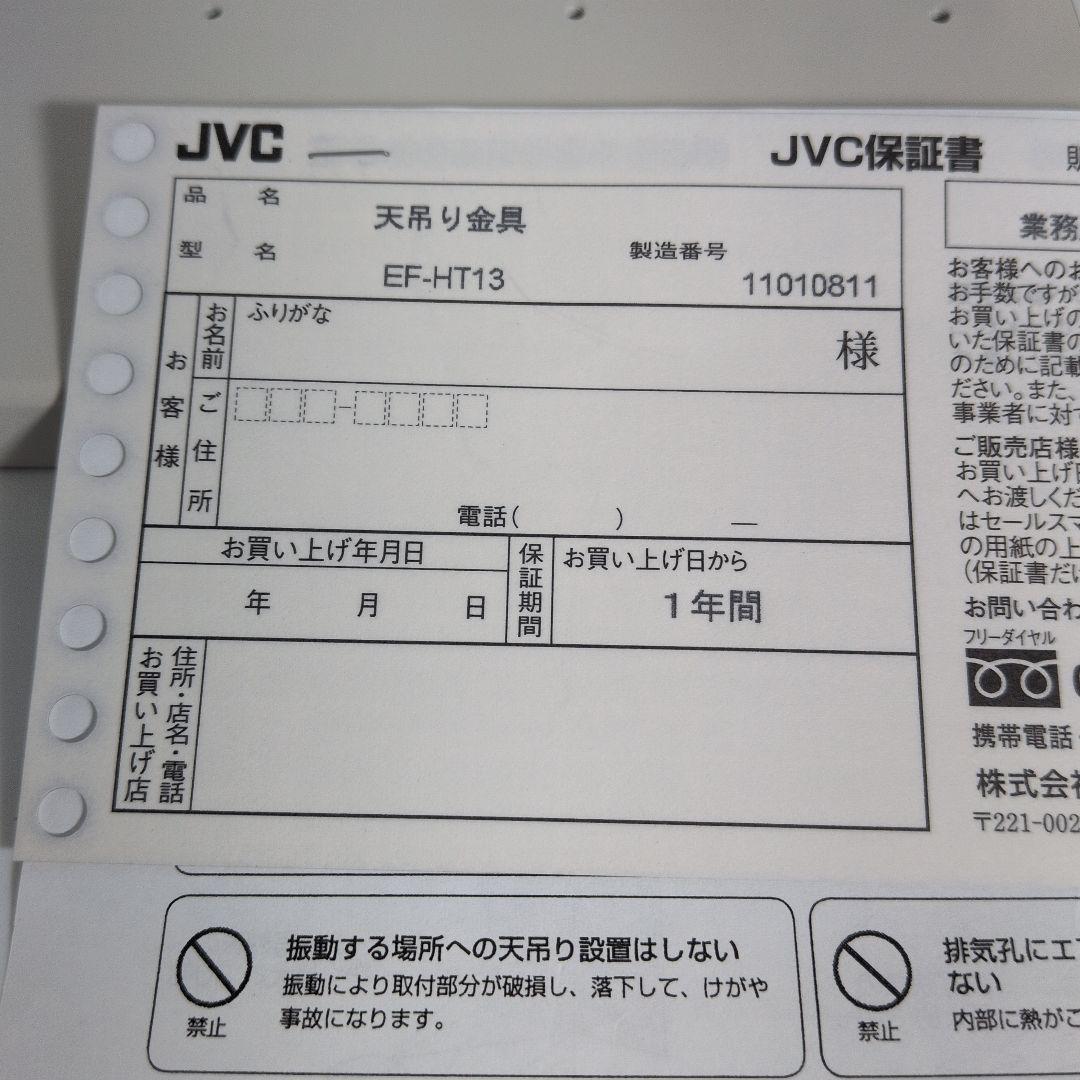 JVC
JVC保証書
品名
天吊り金具
型名
EF-HT13
製造番号
11010811
お客様
お名前
ふりがな
様
ご住所
電話( ) ―
お買い上げ年月日
年 月 日
保証期間
お買い上げ日から
1年間
お買い上げ店
住所・店名・電話
業務
お客様へのお
お手数ですが
お買い上げの
いた保証書の
のために記載
ださい。また、
事業者に対
ご販売店様
お買い上げ日
へお渡しくだ
はセールスマ
の用紙の上
(保証書だけ
お問い合わ
フリーダイヤル
携帯電話
株式会社
〒221-002
禁止
振動する場所への天吊り設置はしない
振動により取付部分が破損し、落下して、けがや
事故になります。
禁止
排気孔にエ
ない
内部に熱がこ